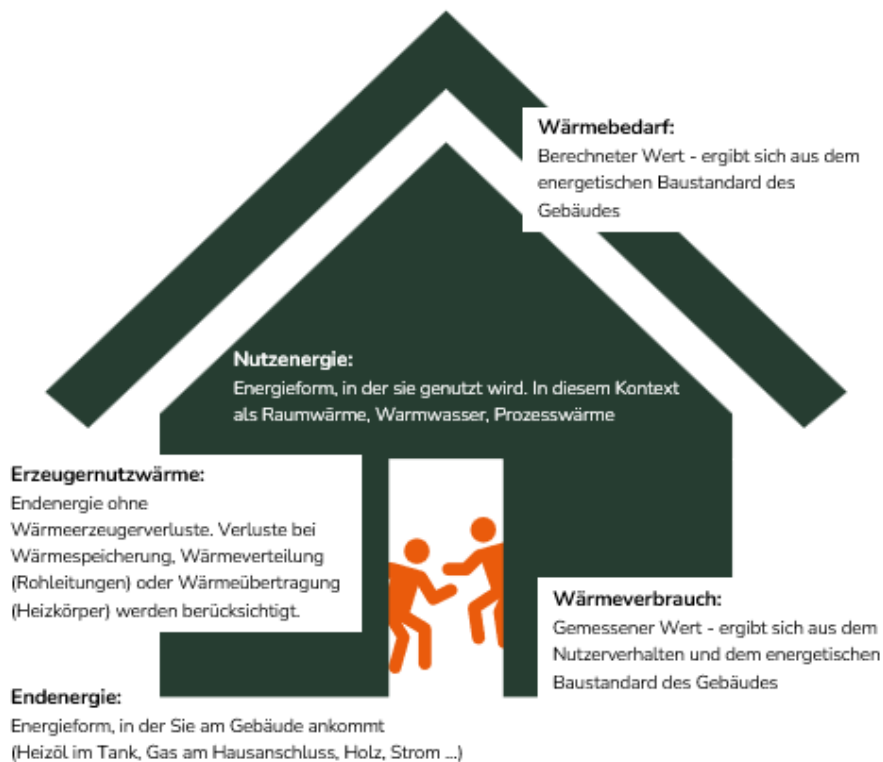 Wärmebedarf:
Berechneter Wert - ergibt sich aus dem
energetischen Baustandard des
Gebäudes
Nutzenergie:
Energieform, in der sie genutzt wird. In diesem Kontext
als Raumwärme, Warmwasser, Prozesswärme
Erzeugernutzwärme:
Endenergie ohne
Wärmeerzeugerverluste. Verluste bei
Wärmespeicherung, Wärmeverteilung
(Rohleitungen) oder Wärmeübertragung
(Heizkörper) werden berücksichtigt.
Wärmeverbrauch:
Gemessener Wert - ergibt sich aus dem
Nutzerverhalten und dem energetischen
Baustandard des Gebäudes
Endenergie:
Energieform, in der Sie am Gebäude ankommt
(Heizöl im Tank, Gas am Hausanschluss, Holz, Strom ...)